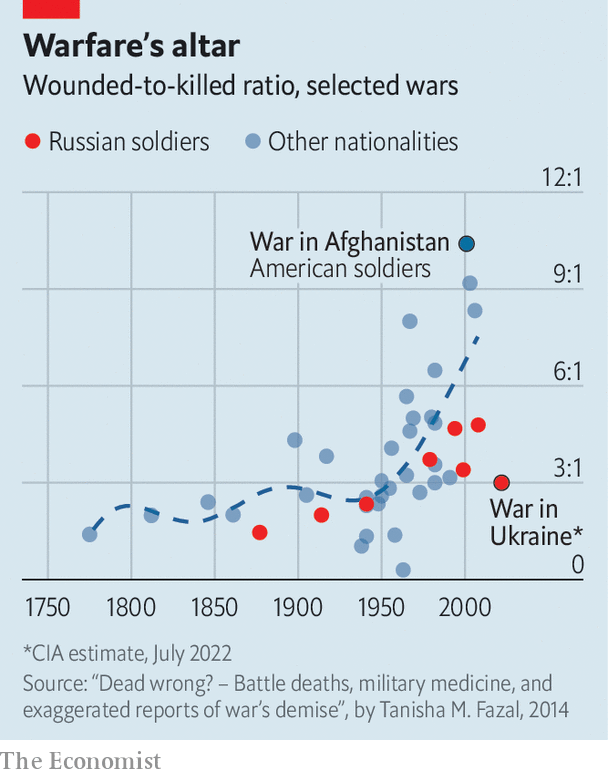 Warfare’s altar
Wounded-to-killed ratio, selected wars
Russian soldiers
Other nationalities
12:1
War in Afghanistan
American soldiers
9:1
6:1
3:1
War in
Ukraine*
0
1750 1800 1850 1900 1950 2000
*CIA estimate, July 2022
Source: “Dead wrong? – Battle deaths, military medicine, and
exaggerated reports of war’s demise”, by Tanisha M. Fazal, 2014
The Economist